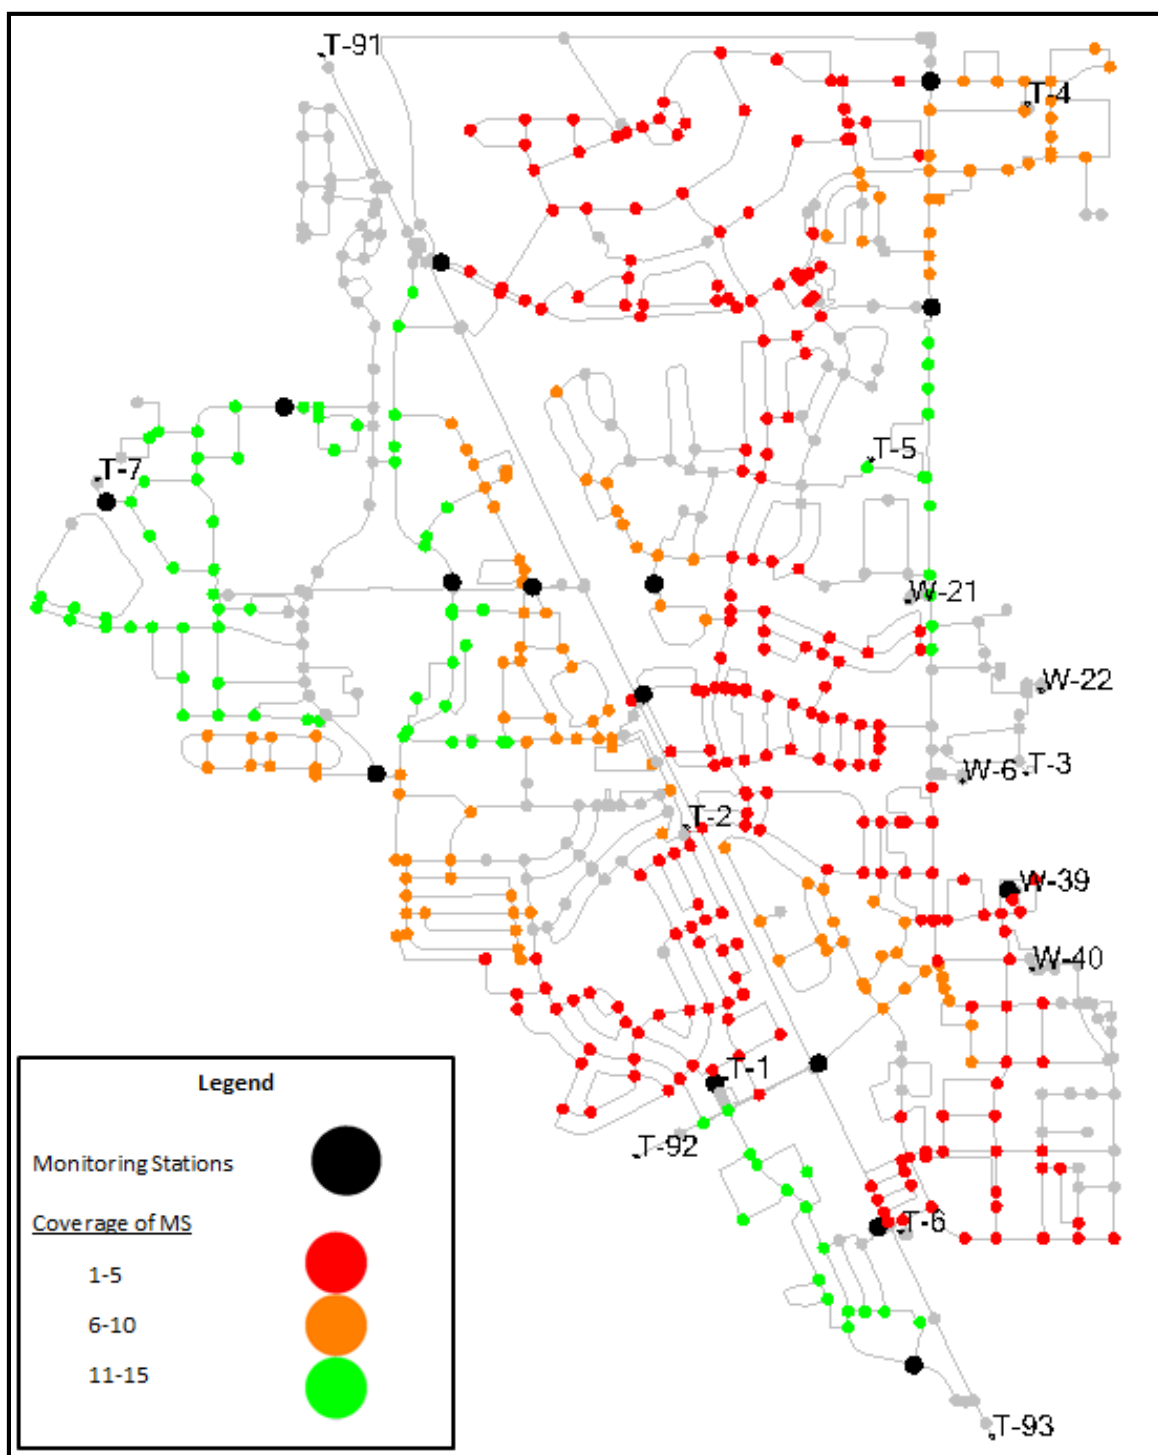 T-91
T-4
T-5
T-7
W-21
W-22
W-6
T-3
T-2
W-39
W-40
T-1
T-92
T-6
T-93
Legend
Monitoring Stations
Coverage of MS
1-5
6-10
11-15